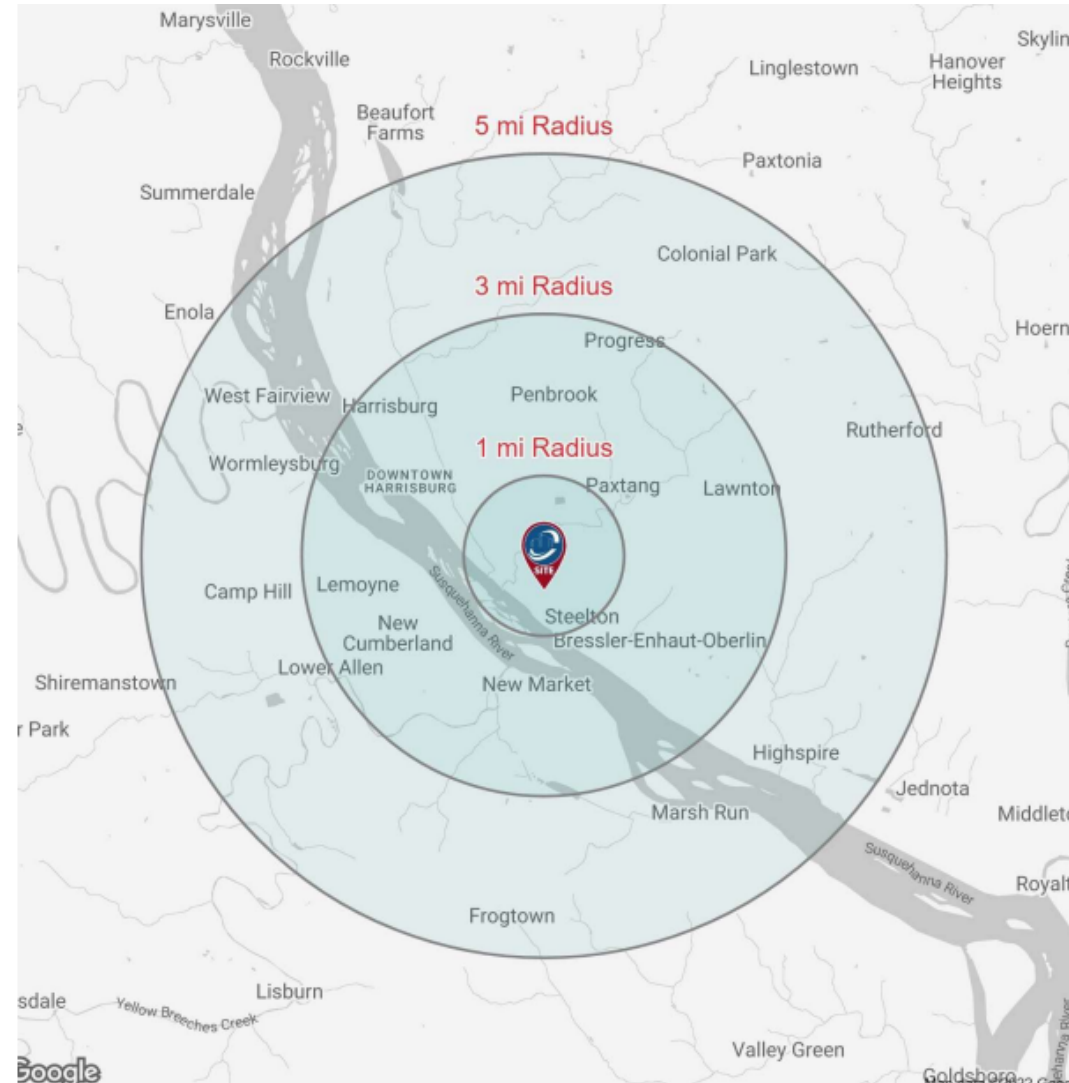 Marysville
Rockville
Skylin
Linglestown
Hanover
Heights
Beaufort
Farms
5 mi Radius
Paxtonia
Summerdale
Colonial Park
3 mi Radius
Enola
Hoern
Progress
West Fairview
Harrisburg
Penbrook
Rutherford
1 mi Radius
Wormleysburg
DOWNTOWN
HARRISBURG
Paxtang
Lawnton
SITE
Camp Hill
Lemoyne
Susquehanna River
Steelton
New
Cumberland
Bressler-Enhaut-Oberlin
Lower Allen
Shiremanstown
New Market
r Park
Highspire
Jednota
Marsh Run
Middleto
Susquehanna River
Royalt
Frogtown
Lisburn
sdale
Yellow Breeches Creek
Valley Green
Google
Goldsboro